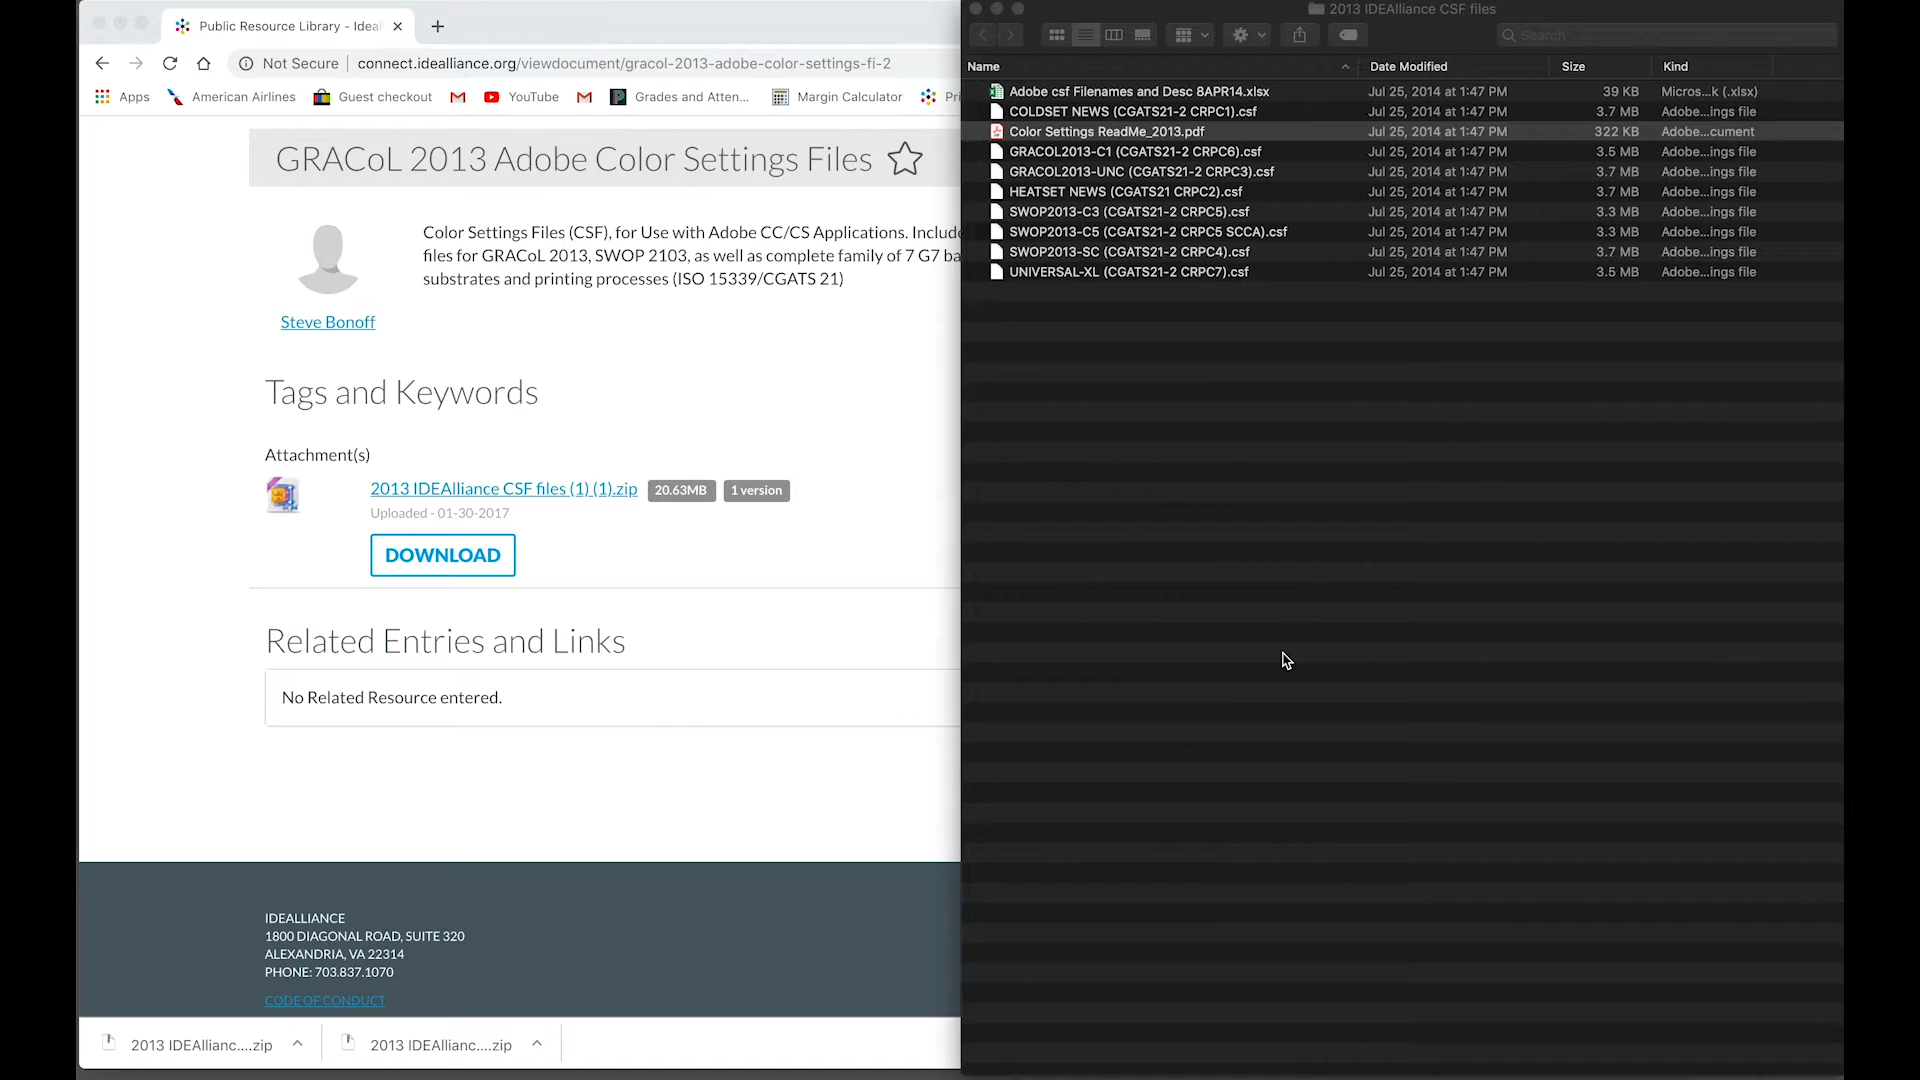 Public Resource Library - Ideal
Not Secure
connect.idealliance.org/viewdocument/gracol-2013-adobe-color-settings-fi-2
Apps
American Airlines
Guest checkout
YouTube
Grades and Atten...
Margin Calculator
Pri
GRACoL 2013 Adobe Color Settings Files
Color Settings Files (CSF), for Use with Adobe CC/CS Applications. Include
files for GRACoL 2013, SWOP 2103, as well as complete family of 7 G7 ba
substrates and printing processes (ISO 15339/CGATS 21)
Steve Bonoff
Tags and Keywords
Attachment(s)
2013 IDEAlliance CSF files (1) (1).zip 20.63MB 1 version
Uploaded - 01-30-2017
DOWNLOAD
Related Entries and Links
No Related Resource entered.
IDEALLIANCE
1800 DIAGONAL ROAD, SUITE 320
ALEXANDRIA, VA 22314
PHONE: 703.837.1070
CODE OF CONDUCT
2013 IDEAllianc....zip
2013 IDEAllianc....zip
2013 IDEAlliance CSF files
Search
Name Date Modified Size Kind
Adobe csf Filenames and Desc 8APR14.xlsx Jul 25, 2014 at 1:47 PM 39 KB Micros...k (.xlsx)
COLDSET NEWS (CGATS21-2 CRPC1).csf Jul 25, 2014 at 1:47 PM 3.7 MB Adobe...ings file
Color Settings ReadMe_2013.pdf Jul 25, 2014 at 1:47 PM 322 KB Adobe...cument
GRACOL2013-C1 (CGATS21-2 CRPC6).csf Jul 25, 2014 at 1:47 PM 3.5 MB Adobe...ings file
GRACOL2013-UNC (CGATS21-2 CRPC3).csf Jul 25, 2014 at 1:47 PM 3.7 MB Adobe...ings file
HEATSET NEWS (CGATS21 CRPC2).csf Jul 25, 2014 at 1:47 PM 3.7 MB Adobe...ings file
SWOP2013-C3 (CGATS21-2 CRPC5).csf Jul 25, 2014 at 1:47 PM 3.3 MB Adobe...ings file
SWOP2013-C5 (CGATS21-2 CRPC5 SCCA).csf Jul 25, 2014 at 1:47 PM 3.3 MB Adobe...ings file
SWOP2013-SC (CGATS21-2 CRPC4).csf Jul 25, 2014 at 1:47 PM 3.7 MB Adobe...ings file
UNIVERSAL-XL (CGATS21-2 CRPC7).csf Jul 25, 2014 at 1:47 PM 3.5 MB Adobe...ings file